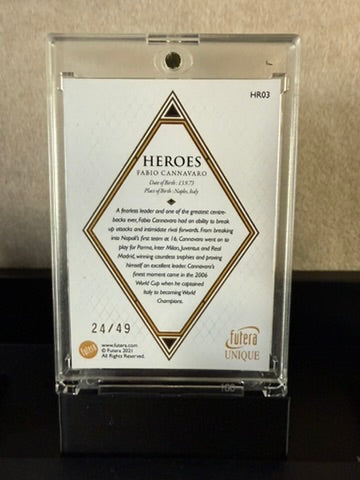 HR03
HEROES
FABIO CANNAVARO
Date of Birth : 13.9.73
Place of Birth : Naples, Italy
A fearless leader and one of the greatest centre-
backs ever, Fabio Cannavaro had an ability to break
up attacks and intimidate rival forwards. From breaking
into Napoli's first team at 16, Cannavaro went on to
play for Parma, Inter Milan, Juventus and Real
Madrid, winning countless trophies and proving
himself an excellent leader. Cannavaro's
finest moment came in the 2006
World Cup when he captained
Italy to becoming World
Champions.
24/49
futera
www.futera.com
© Futera 2021
All Rights Reserved.
futera
UNIQUE